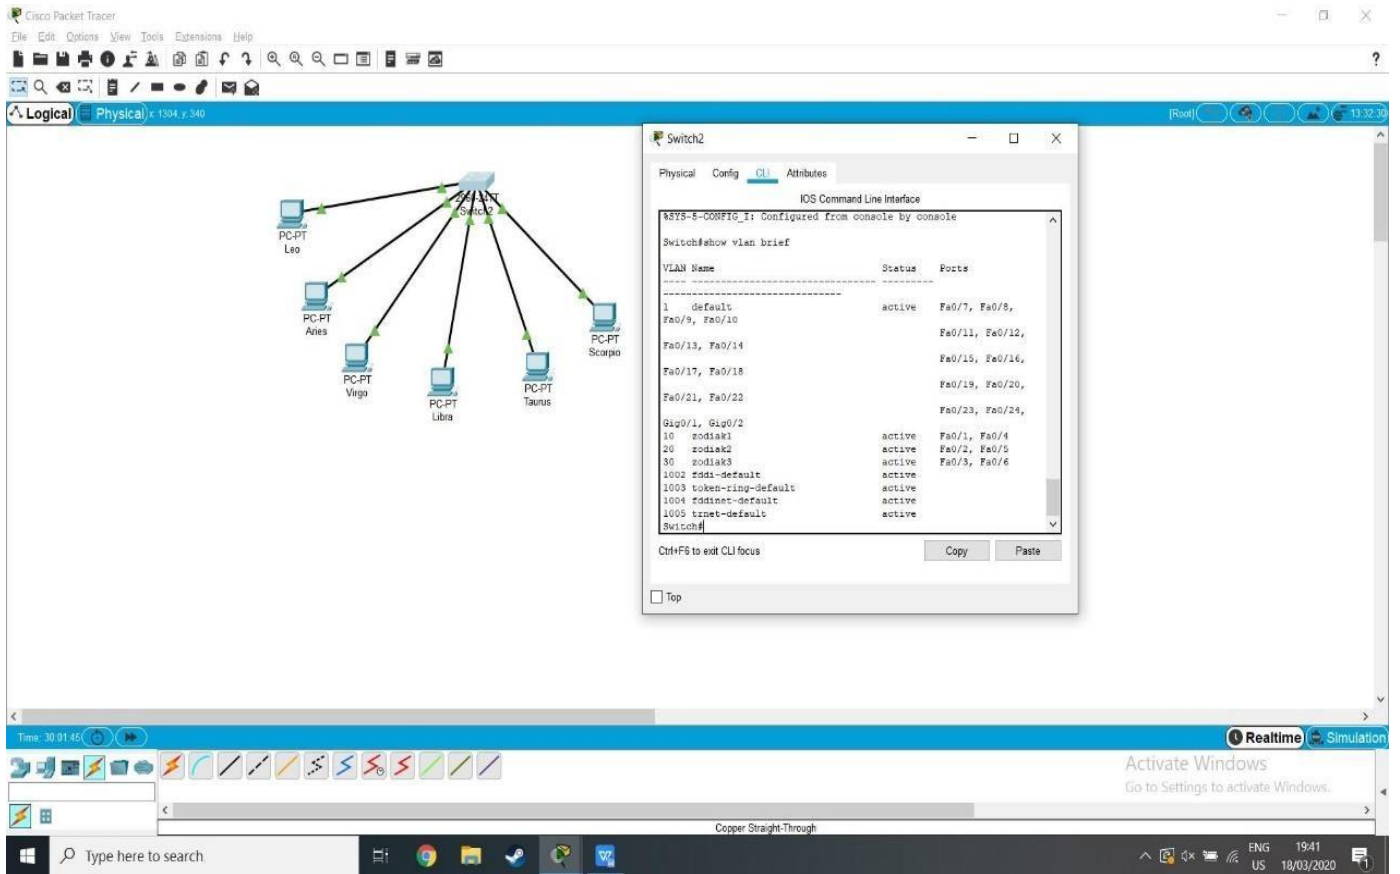 Cisco Packet Tracer
File Edit Options View Tools Extensions Help
?
Logical Physical x: 1304, y: 340 [Root] 13:32:30
Switch2
Physical Config CLI Attributes
IOS Command Line Interface
%SYS-5-CONFIG_I: Configured from console by console
Switch#show vlan brief
VLAN Name Status Ports
---- -------------------------------- --------- -------------------------------
1 default active Fa0/7, Fa0/8,
Fa0/9, Fa0/10
Fa0/11, Fa0/12,
Fa0/13, Fa0/14
Fa0/15, Fa0/16,
Fa0/17, Fa0/18
Fa0/19, Fa0/20,
Fa0/21, Fa0/22
Fa0/23, Fa0/24,
Gig0/1, Gig0/2
10 zodiak1 active Fa0/1, Fa0/4
20 zodiak2 active Fa0/2, Fa0/5
30 zodiak3 active Fa0/3, Fa0/6
1002 fddi-default active
1003 token-ring-default active
1004 fddinet-default active
1005 trnet-default active
Switch#
Ctrl+F6 to exit CLI focus Copy Paste
Top
2960-24TT
Switch2
PC-PT
Leo
PC-PT
Aries
PC-PT
Virgo
PC-PT
Libra
PC-PT
Taurus
PC-PT
Scorpio
Time: 30:01:45 Realtime Simulation
Activate Windows
Go to Settings to activate Windows.
Copper Straight-Through
Type here to search
ENG
US
19:41
18/03/2020
1